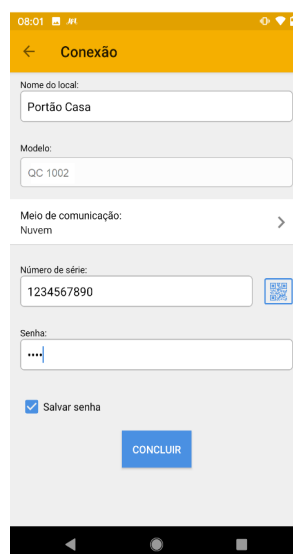 08:01
Conexão
Nome do local:
Portão Casa
Modelo:
QC 1002
Meio de comunicação:
Nuvem
Número de série:
1234567890
Senha:
••••
Salvar senha
CONCLUIR